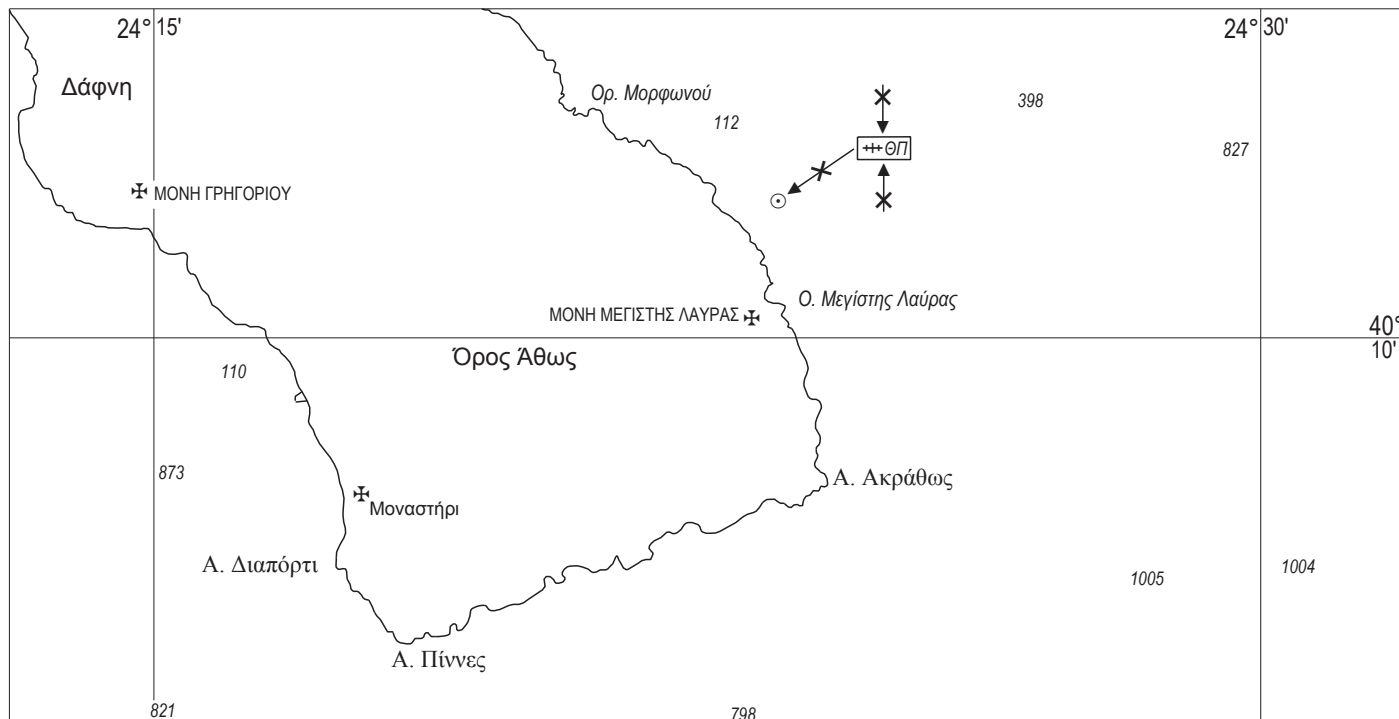 24° 15'
24° 30'
Δάφνη
Ορ. Μορφωνού
398
112
ΘΠ
827
ΜΟΝΗ ΓΡΗΓΟΡΙΟΥ
Ο. Μεγίστης Λαύρας
ΜΟΝΗ ΜΕΓΙΣΤΗΣ ΛΑΥΡΑΣ
40°
10'
Όρος Άθως
110
873
Α. Ακράθως
Μοναστήρι
Α. Διαπόρτι
1005
1004
Α. Πίννες
821
798